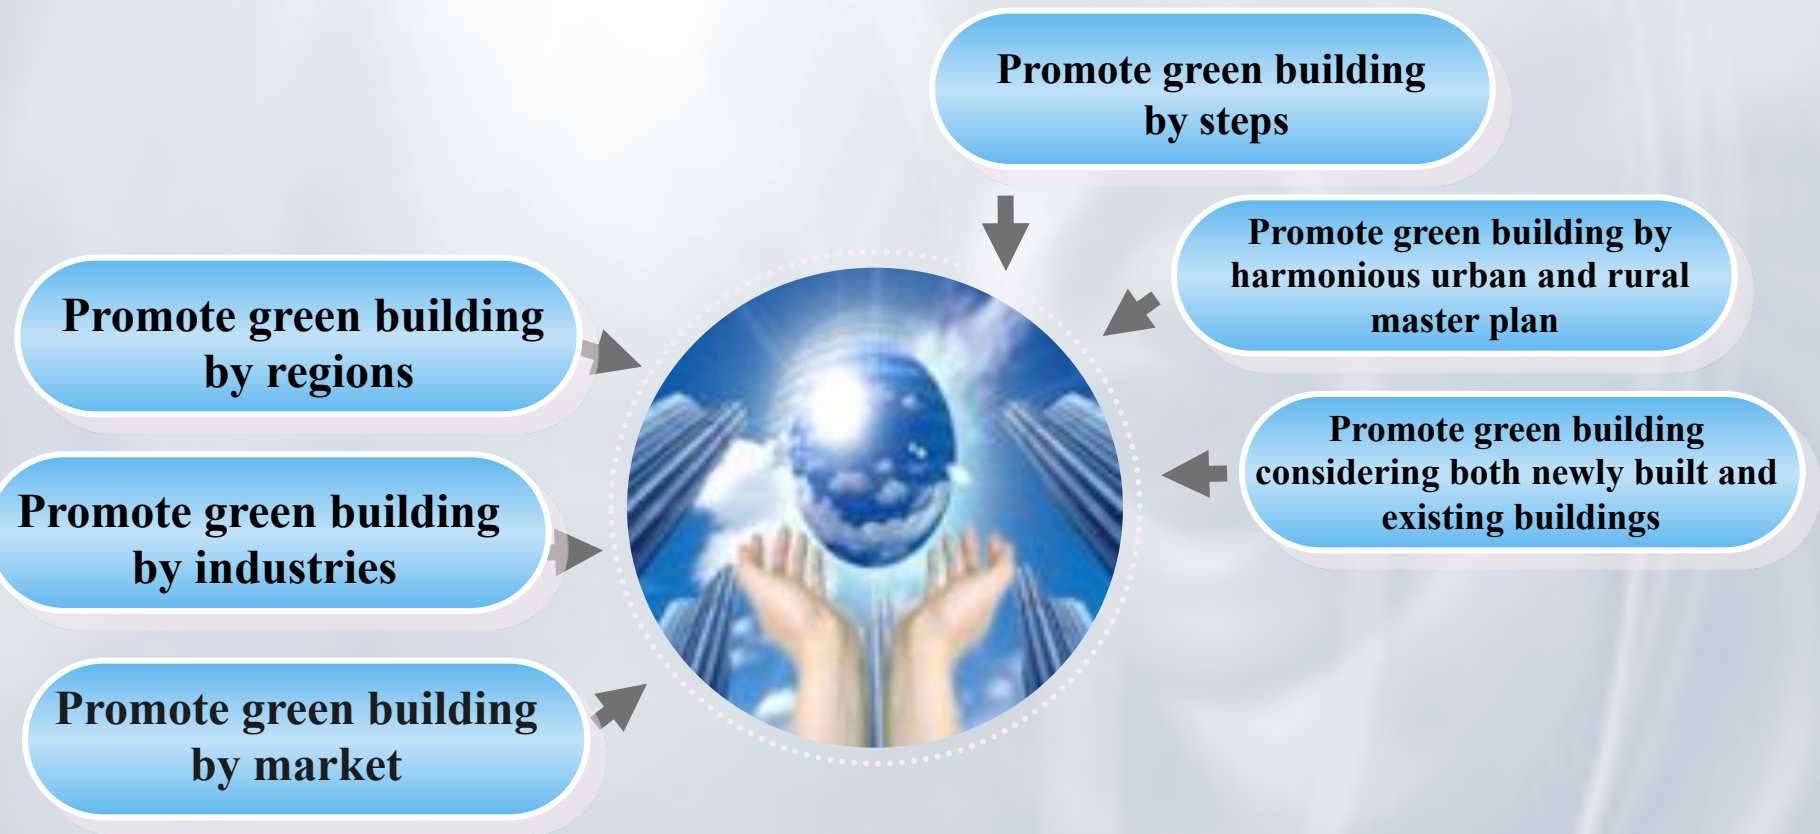 Promote green building
by steps
Promote green building by
harmonious urban and rural
master plan
Promote green building
by regions
Promote green building
considering both newly built and
existing buildings
Promote green building
by industries
Promote green building
by market